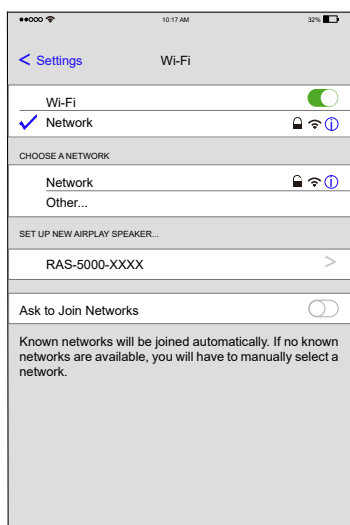 10:17 AM 32%
< Settings Wi-Fi
Wi-Fi
Network
CHOOSE A NETWORK
Network
Other...
SET UP NEW AIRPLAY SPEAKER...
RAS-5000-XXXX >
Ask to Join Networks
Known networks will be joined automatically. If no known
networks are available, you will have to manually select a
network.